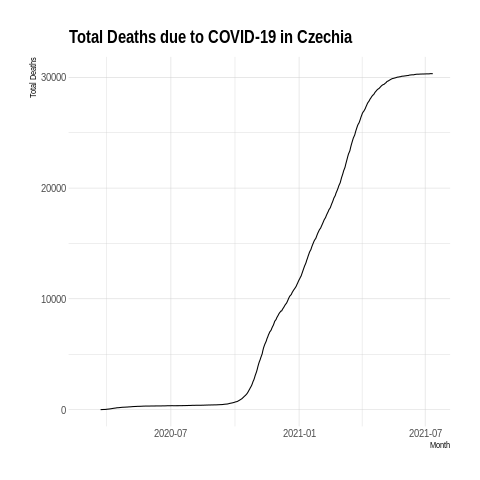 Total Deaths due to COVID-19 in Czechia
Total Deaths
30000
20000
10000
0
2020-07
2021-01
2021-07
Month